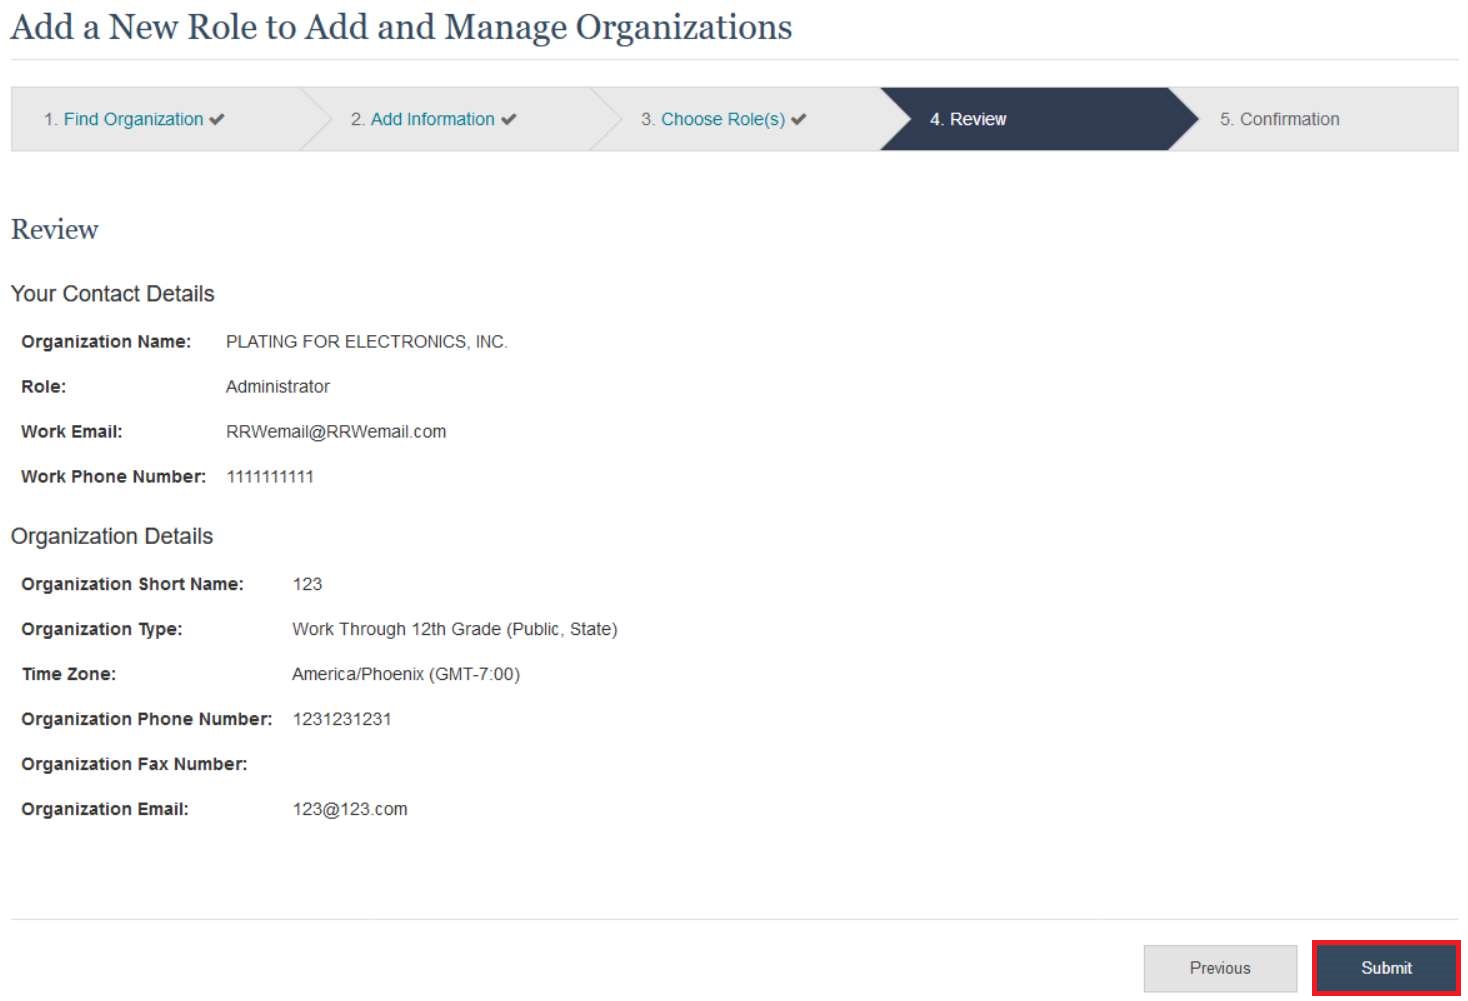 Add a New Role to Add and Manage Organizations
1. Find Organization
2. Add Information
3. Choose Role(s)
4. Review
5. Confirmation
Review
Your Contact Details
Organization Name: PLATING FOR ELECTRONICS, INC.
Role: Administrator
Work Email: RRWemail@RRWemail.com
Work Phone Number: 1111111111
Organization Details
Organization Short Name: 123
Organization Type: Work Through 12th Grade (Public, State)
Time Zone: America/Phoenix (GMT-7:00)
Organization Phone Number: 1231231231
Organization Fax Number:
Organization Email: 123@123.com
Previous
Submit